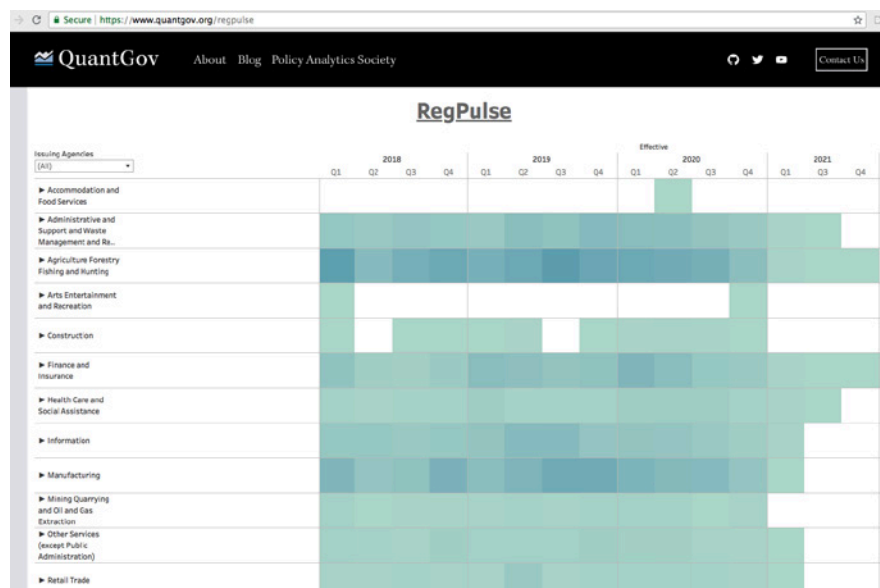 Secure | https://www.quantgov.org/regpulse
QuantGov About Blog Policy Analytics Society Contact Us
RegPulse
Issuing Agencies
(All)
Effective
2018 2019 2020 2021
Q1 Q2 Q3 Q4 Q1 Q2 Q3 Q4 Q1 Q2 Q3 Q4 Q1 Q3 Q4
Accommodation and
Food Services
Administrative and
Support and Waste
Management and Re..
Agriculture Forestry
Fishing and Hunting
Arts Entertainment
and Recreation
Construction
Finance and
Insurance
Health Care and
Social Assistance
Information
Manufacturing
Mining Quarrying
and Oil and Gas
Extraction
Other Services
(except Public
Administration)
Retail Trade